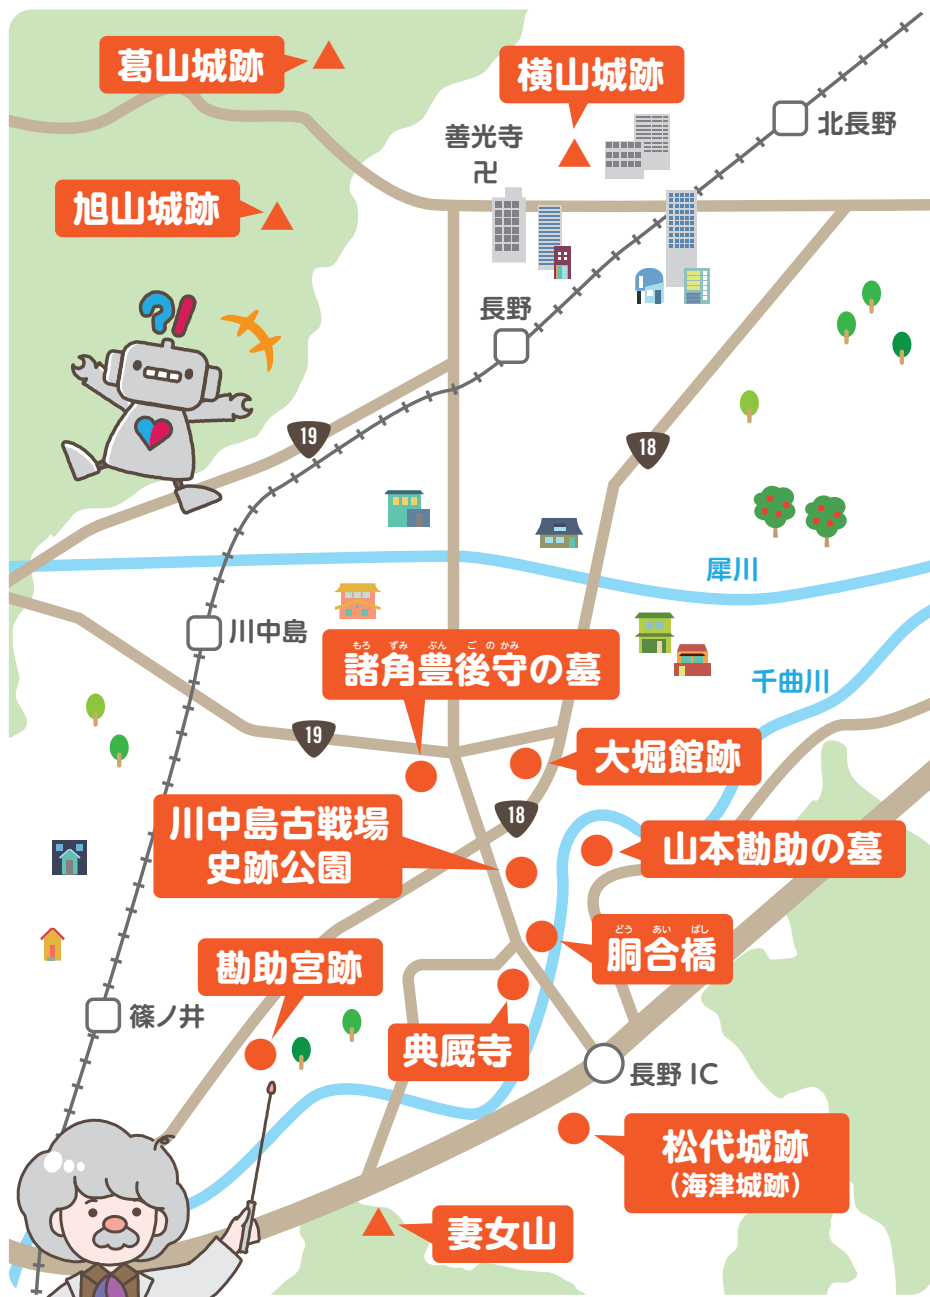 葛山城跡
横山城跡
北長野
善光寺
卍
旭山城跡
?!
長野
19
18
犀川
川中島
もろ ずみ ぶん ご の かみ
諸角豊後守の墓
千曲川
19
大堀館跡
川中島古戦場
史跡公園
18
山本勘助の墓
どう あい ばし
胴合橋
勘助宮跡
篠ノ井
典厩寺
長野 IC
松代城跡
(海津城跡)
妻女山